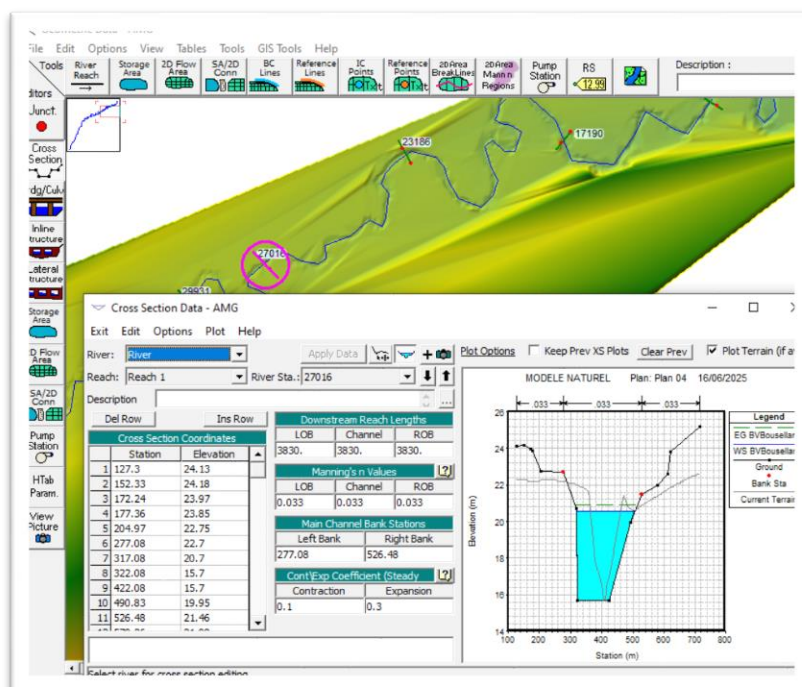 File Edit Options View Tables Tools GIS Tools Help
Tools River Reach Storage Area 2D Flow Area SA/2D Conn BC Lines Reference Lines IC Points Reference Points 2D Area BreakLines 2D Area Mann n Regions Pump Station RS Description :
12.99
Junct.
Cross Section
Inline
Lateral
Storage Area
Flow Area
SA/2D Conn
Pump Station
HTab Param.
View Picture
23186
17190
27016
29931
Cross Section Data - AMG
Exit Edit Options Plot Help
River: River Apply Data Plot Options Keep Prev XS Plots Clear Prev Plot Terrain (if
Reach: Reach 1 River Sta.: 27016
Description ...
Del Row Ins Row
Cross Section Coordinates
Station Elevation
1 127.3 24.13
2 152.33 24.18
3 172.24 23.97
4 177.36 23.85
5 204.97 22.75
6 277.08 22.7
7 317.08 20.7
8 322.08 15.7
9 422.08 15.7
10 490.83 19.95
11 526.48 21.46
Downstream Reach Lengths
LOB Channel ROB
3830. 3830. 3830.
Manning's n Values
LOB Channel ROB
0.033 0.033 0.033
Main Channel Bank Stations
Left Bank Right Bank
277.08 526.48
Cont\Exp Coefficient (Steady
Contraction Expansion
0.1 0.3
MODELE NATUREL Plan: Plan 04 16/06/2025
.033 .033 .033
Elevation (m)
26
24
22
20
18
16
14
100 200 300 400 500 600 700 800
Station (m)
Legend
EG BVBousella
WS BVBousella
Ground
Bank Sta
Current Terrain
Select river for cross section editing